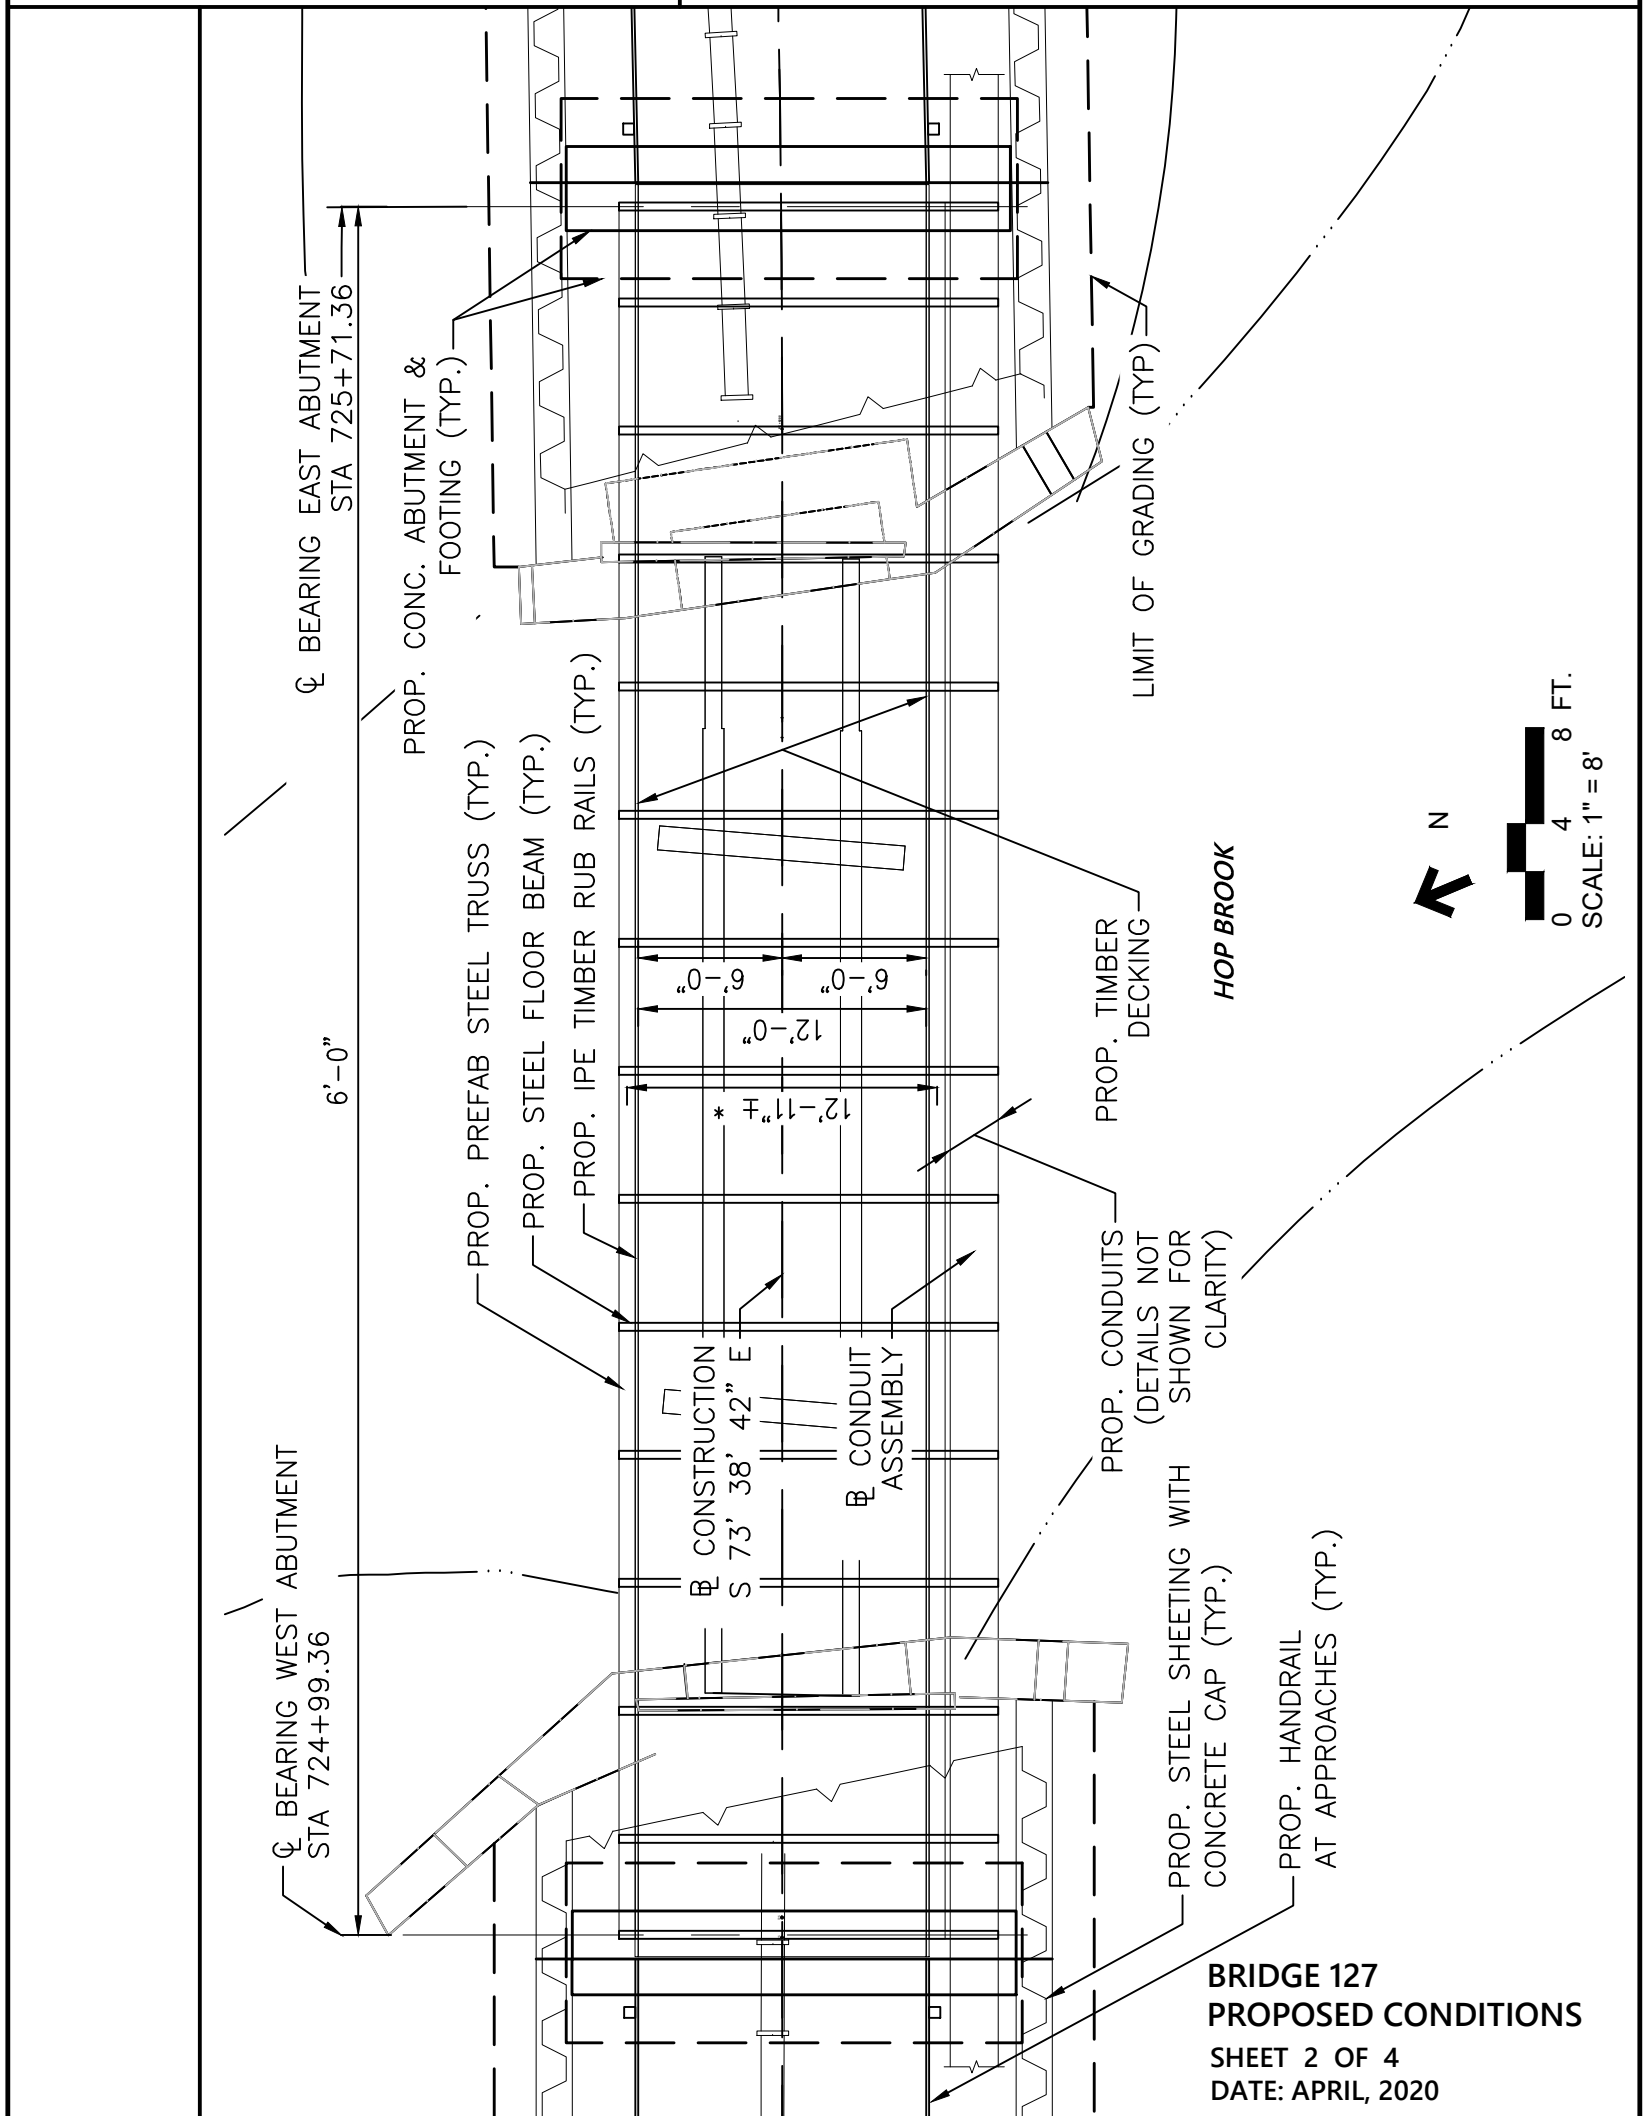 ℄ BEARING EAST ABUTMENT
STA 725+71.36
PROP. CONC. ABUTMENT &
FOOTING (TYP.)
6'-0"
PROP. PREFAB STEEL TRUSS (TYP.)
PROP. STEEL FLOOR BEAM (TYP.)
PROP. IPE TIMBER RUB RAILS (TYP.)
℄ BEARING WEST ABUTMENT
STA 724+99.36
6'-0"
6'-0"
12'-0"
12'-11"± *
BL CONSTRUCTION
S 73' 38' 42" E
BL CONDUIT
ASSEMBLY
LIMIT OF GRADING (TYP)
PROP. TIMBER
DECKING
HOP BROOK
PROP. CONDUITS
(DETAILS NOT
SHOWN FOR
CLARITY)
PROP. STEEL SHEETING WITH
CONCRETE CAP (TYP.)
PROP. HANDRAIL
AT APPROACHES (TYP.)
N
0 4 8 FT.
SCALE: 1" = 8'
BRIDGE 127
PROPOSED CONDITIONS
SHEET 2 OF 4
DATE: APRIL, 2020